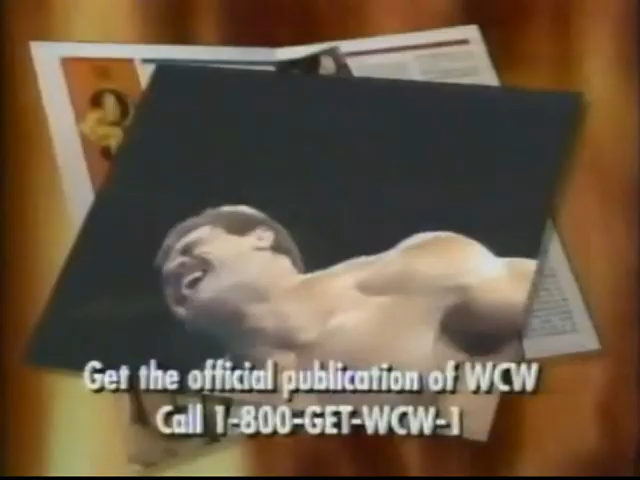 Get the official publication of WCW
Call 1-800-GET-WCW-1